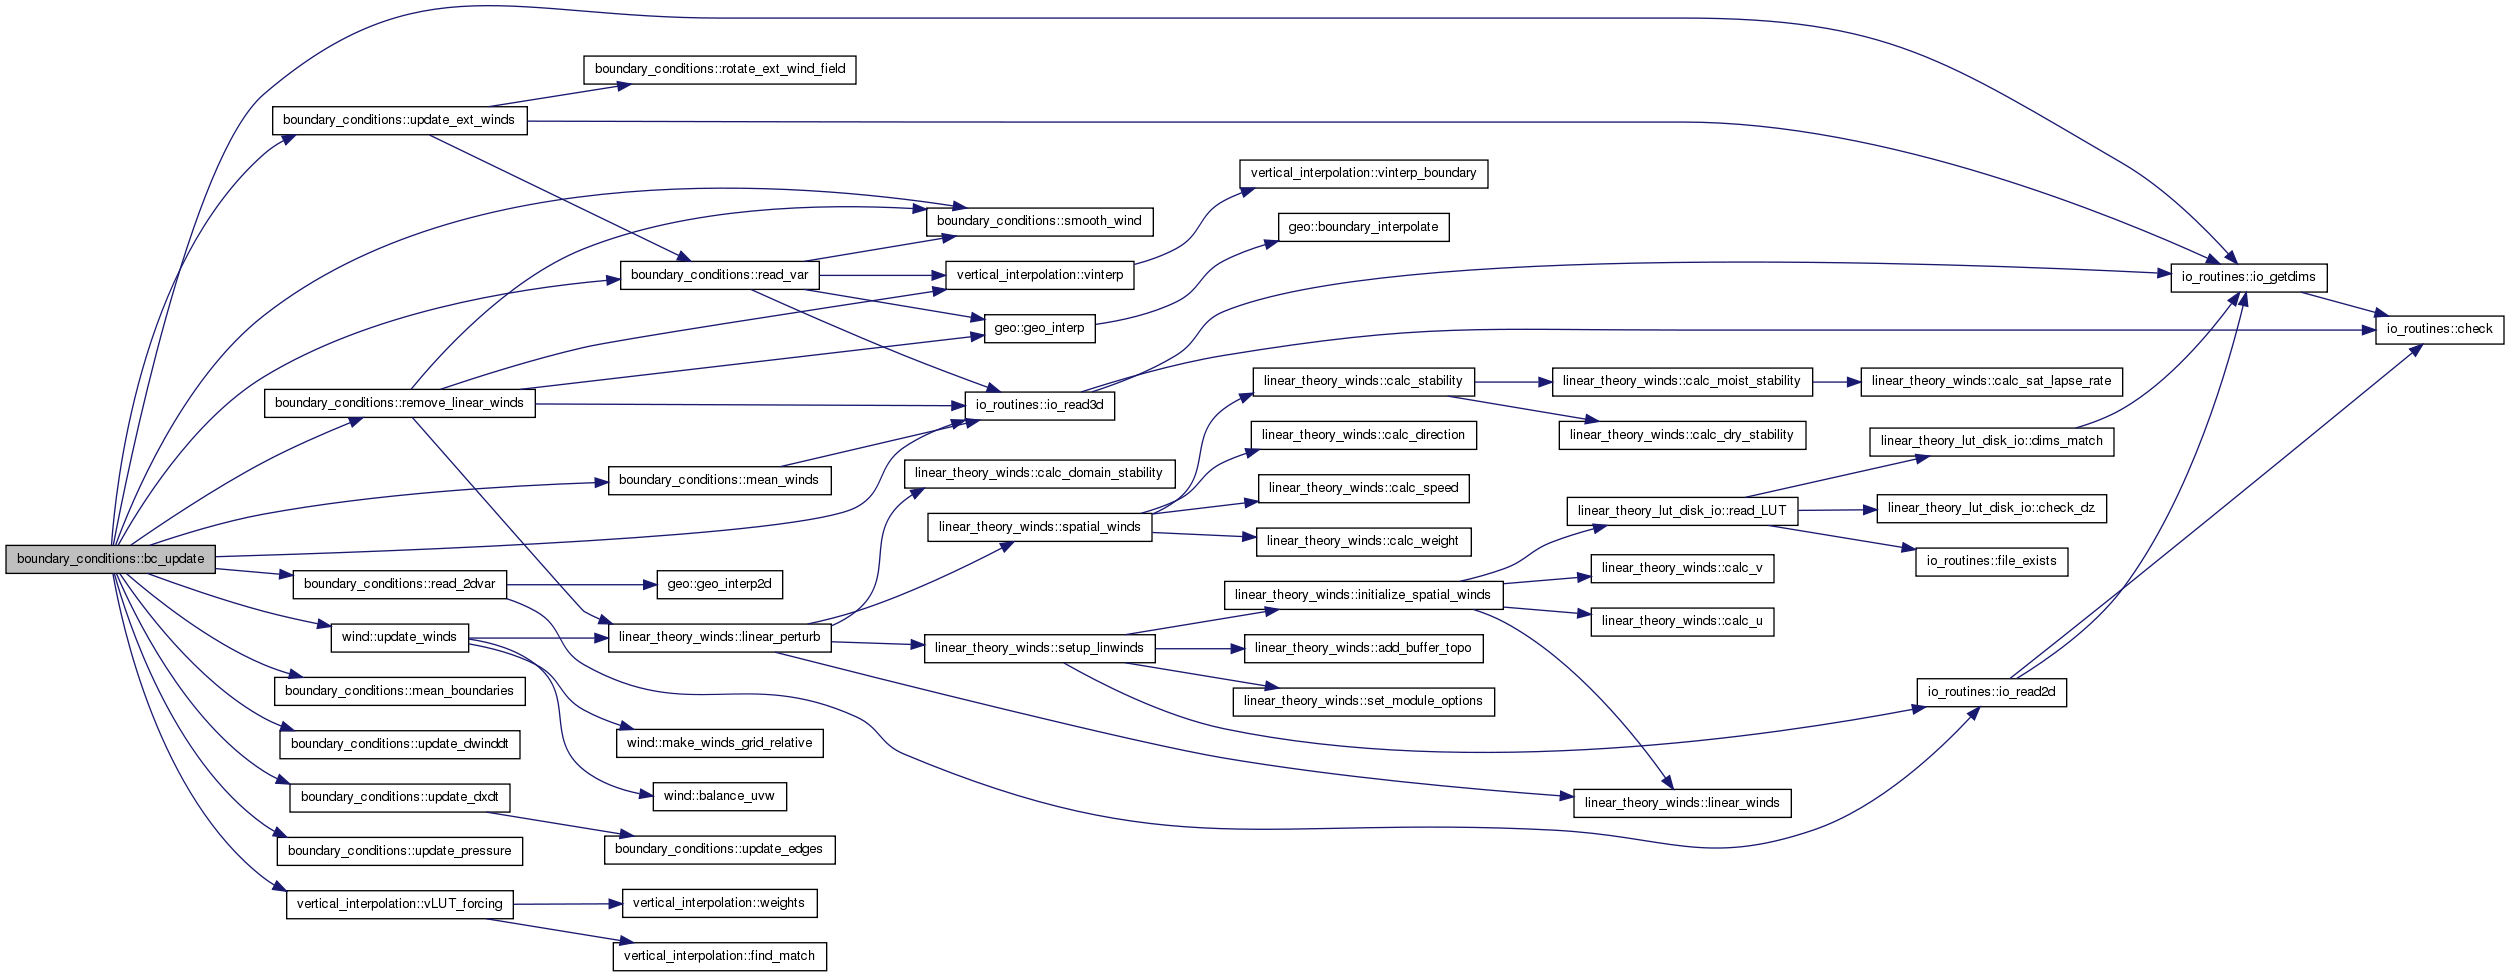 boundary_conditions::rotate_ext_wind_field
boundary_conditions::update_ext_winds
vertical_interpolation::vinterp_boundary
boundary_conditions::smooth_wind
geo::boundary_interpolate
boundary_conditions::read_var
vertical_interpolation::vinterp
io_routines::io_getdims
geo::geo_interp
io_routines::check
linear_theory_winds::calc_stability
linear_theory_winds::calc_moist_stability
linear_theory_winds::calc_sat_lapse_rate
boundary_conditions::remove_linear_winds
io_routines::io_read3d
linear_theory_winds::calc_direction
linear_theory_winds::calc_dry_stability
linear_theory_lut_disk_io::dims_match
boundary_conditions::mean_winds
linear_theory_winds::calc_domain_stability
linear_theory_winds::calc_speed
linear_theory_winds::spatial_winds
linear_theory_lut_disk_io::read_LUT
linear_theory_lut_disk_io::check_dz
linear_theory_winds::calc_weight
boundary_conditions::bc_update
io_routines::file_exists
boundary_conditions::read_2dvar
geo::geo_interp2d
linear_theory_winds::initialize_spatial_winds
linear_theory_winds::calc_v
linear_theory_winds::calc_u
wind::update_winds
linear_theory_winds::linear_perturb
linear_theory_winds::setup_linwinds
linear_theory_winds::add_buffer_topo
boundary_conditions::mean_boundaries
linear_theory_winds::set_module_options
io_routines::io_read2d
boundary_conditions::update_dwinddt
wind::make_winds_grid_relative
boundary_conditions::update_dxdt
wind::balance_uvw
linear_theory_winds::linear_winds
boundary_conditions::update_pressure
boundary_conditions::update_edges
vertical_interpolation::vLUT_forcing
vertical_interpolation::weights
vertical_interpolation::find_match